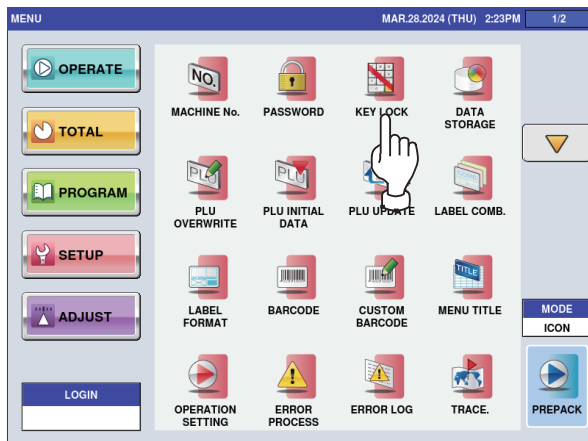 MENU MAR.28.2024 (THU) 2:23PM 1/2
OPERATE
TOTAL
PROGRAM
SETUP
ADJUST
LOGIN
NO.
MACHINE No. PASSWORD KEY LOCK DATA
STORAGE
PLU PLU
PLU
OVERWRITE
PLU INITIAL
DATA
PLU UPDATE LABEL COMB.
TITLE
LABEL
FORMAT
BARCODE CUSTOM
BARCODE
MENU TITLE
OPERATION
SETTING
ERROR
PROCESS
ERROR LOG TRACE.
MODE
ICON
PREPACK